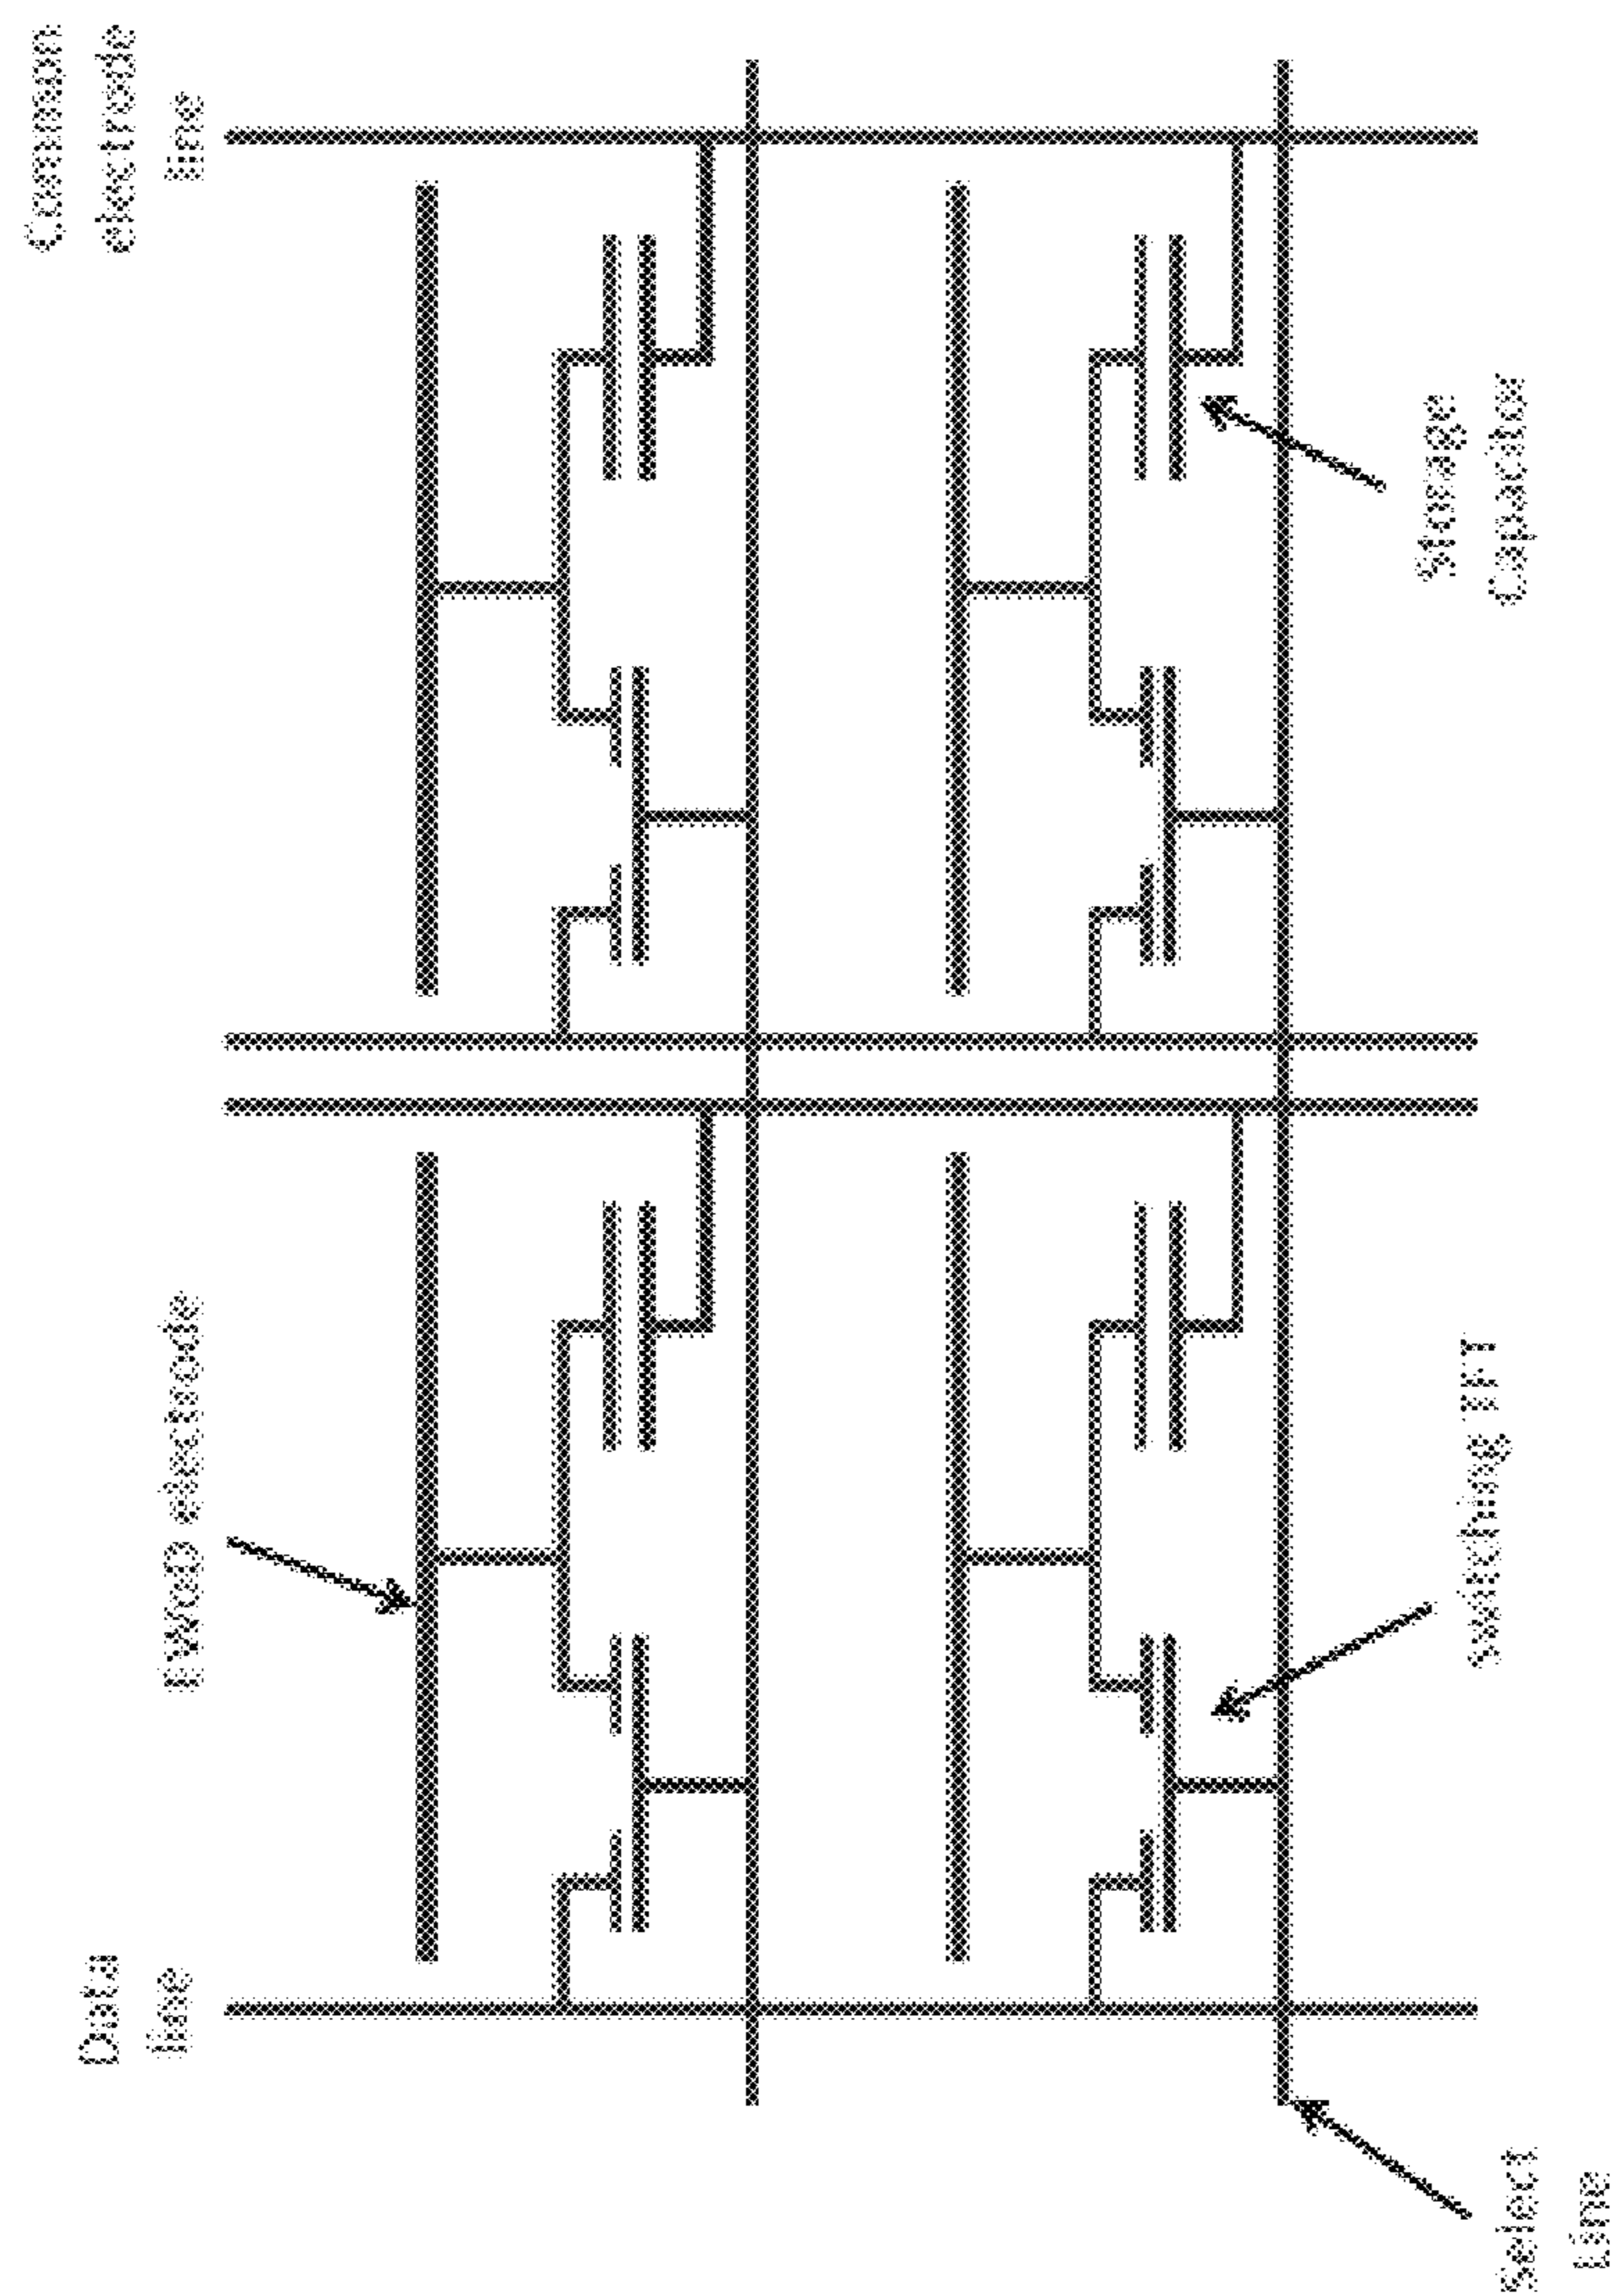 Common
electrode
line
EWoD electrode
Data
line
Storage
Capacitor
switching TFT
Select
Line